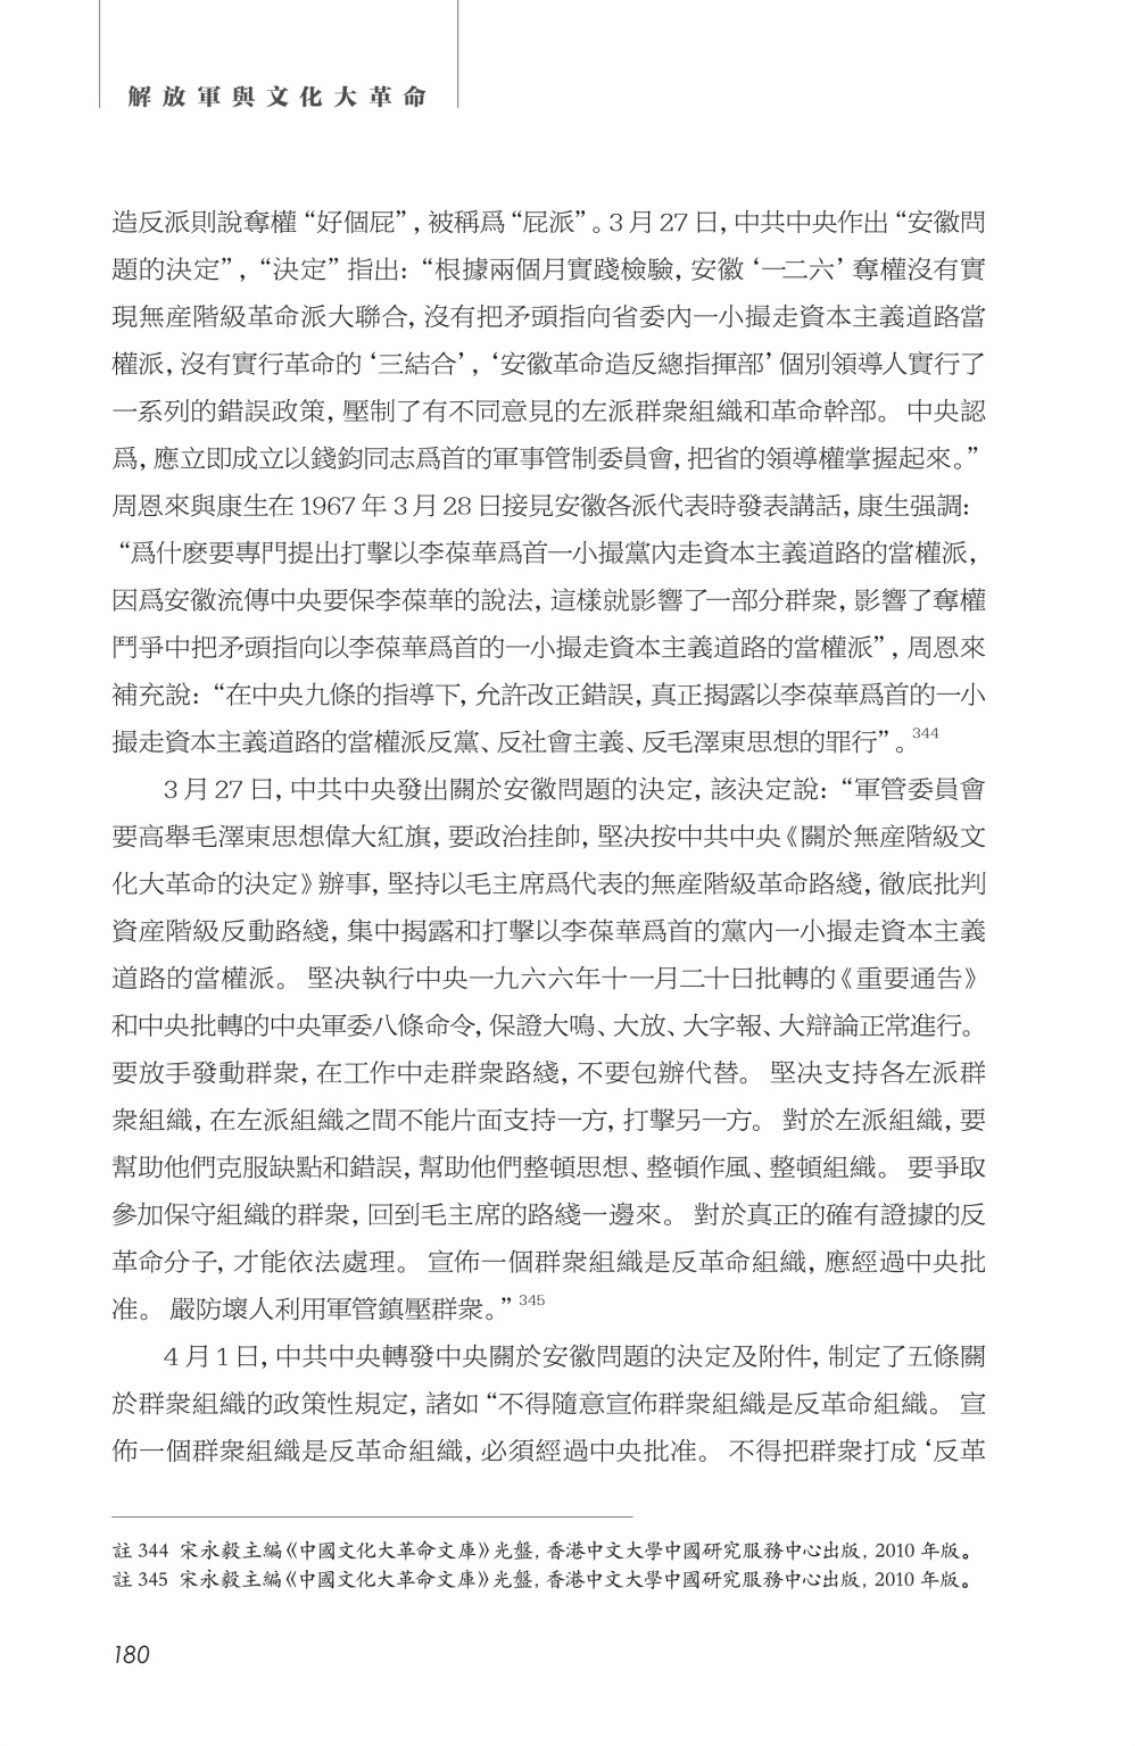 解放軍與文化大革命
造反派則說奪權“好個屁”，被稱爲“屁派”。3月27日，中共中央作出“安徽問
題的決定”，“決定”指出：“根據兩個月實踐檢驗，安徽‘一二六’奪權沒有實
現無産階級革命派大聯合，沒有把矛頭指向省委內一小撮走資本主義道路當
權派，沒有實行革命的‘三結合’，‘安徽革命造反總指揮部’個別領導人實行了
一系列的錯誤政策，壓制了有不同意見的左派群衆組織和革命幹部。中央認
爲，應立即成立以錢鈞同志爲首的軍事管制委員會，把省的領導權掌握起來。”
周恩來與康生在1967年3月28日接見安徽各派代表時發表講話，康生强調：
“爲什麽要專門提出打擊以李葆華爲首一小撮黨內走資本主義道路的當權派，
因爲安徽流傳中央要保李葆華的說法，這樣就影響了一部分群衆，影響了奪權
鬥爭中把矛頭指向以李葆華爲首的一小撮走資本主義道路的當權派”，周恩來
補充說：“在中央九條的指導下，允許改正錯誤，真正揭露以李葆華爲首的一小
撮走資本主義道路的當權派反黨、反社會主義、反毛澤東思想的罪行”。344
3月27日，中共中央發出關於安徽問題的決定，該決定說：“軍管委員會
要高舉毛澤東思想偉大紅旗，要政治挂帥，堅决按中共中央《關於無産階級文
化大革命的決定》辦事，堅持以毛主席爲代表的無産階級革命路綫，徹底批判
資産階級反動路綫，集中揭露和打擊以李葆華爲首的黨內一小撮走資本主義
道路的當權派。堅决執行中央一九六六年十一月二十日批轉的《重要通告》
和中央批轉的中央軍委八條命令，保證大鳴、大放、大字報、大辯論正常進行。
要放手發動群衆，在工作中走群衆路綫，不要包辦代替。堅决支持各左派群
衆組織，在左派組織之間不能片面支持一方，打擊另一方。對於左派組織，要
幫助他們克服缺點和錯誤，幫助他們整頓思想、整頓作風、整頓組織。要爭取
參加保守組織的群衆，回到毛主席的路綫一邊來。對於真正的確有證據的反
革命分子，才能依法處理。宣佈一個群衆組織是反革命組織，應經過中央批
准。嚴防壞人利用軍管鎮壓群衆。”345
4月1日，中共中央轉發中央關於安徽問題的決定及附件，制定了五條關
於群衆組織的政策性規定，諸如“不得隨意宣佈群衆組織是反革命組織。宣
佈一個群衆組織是反革命組織，必須經過中央批准。不得把群衆打成‘反革
註344 宋永毅主編《中國文化大革命文庫》光盤，香港中文大學中國研究服務中心出版，2010年版。
註345 宋永毅主編《中國文化大革命文庫》光盤，香港中文大學中國研究服務中心出版，2010年版。
180